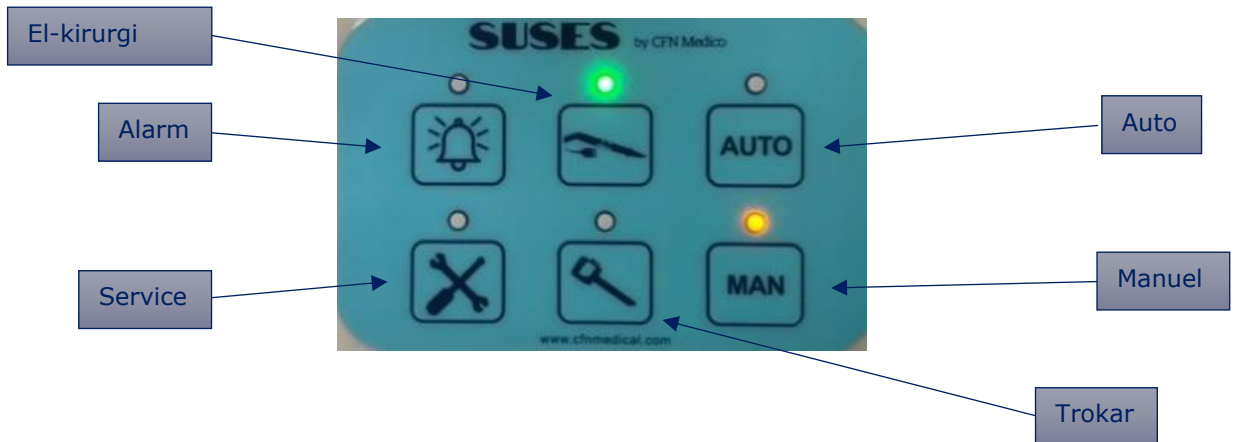 El-kirurgi
SUSES by CFN Medico
Alarm
AUTO
Auto
Service
MAN
Manuel
www.cfnmedical.com
Trokar